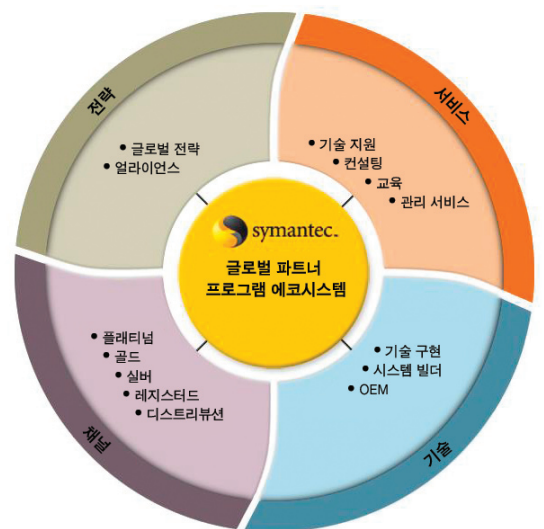 전략
• 글로벌 전략
• 얼라이언스
서비스
• 기술 지원
• 컨설팅
• 교육
• 관리 서비스
symantec™
글로벌 파트너
프로그램 에코시스템
채널
• 플래티넘
• 골드
• 실버
• 레지스터드
• 디스트리뷰션
기술
• 기술 구현
• 시스템 빌더
• OEM